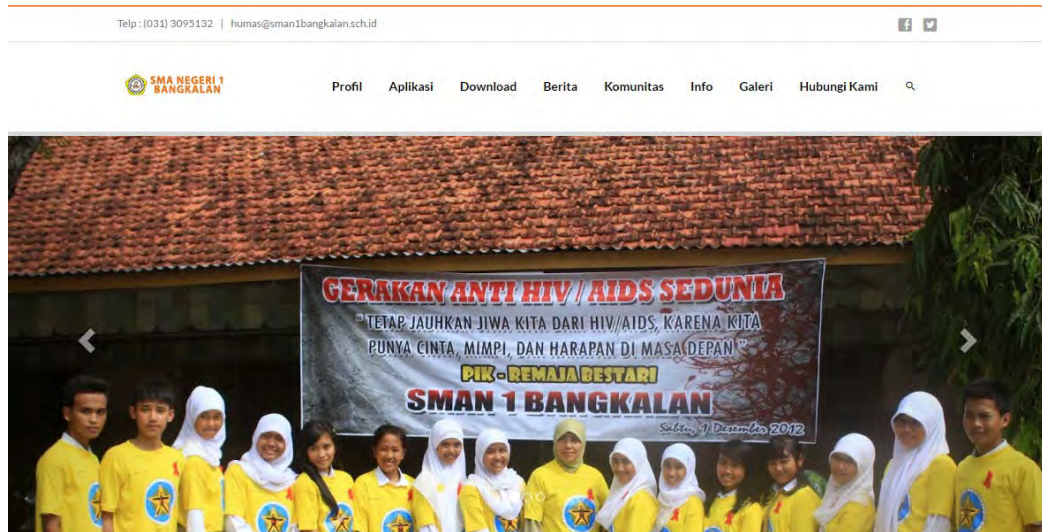 Telp : (031) 3095132 | humas@sman1bangkalan.sch.id
SMA NEGERI 1
BANGKALAN
Profil Aplikasi Download Berita Komunitas Info Galeri Hubungi Kami
GERAKAN ANTI HIV / AIDS SEDUNIA
" TETAP JAUHKAN JIWA KITA DARI HIV/AIDS, KARENA KITA
PUNYA CINTA, MIMPI, DAN HARAPAN DI MASA DEPAN "
PIK - REMAJA BESTARI
SMAN 1 BANGKALAN
Sabtu, 1 Desember 2012